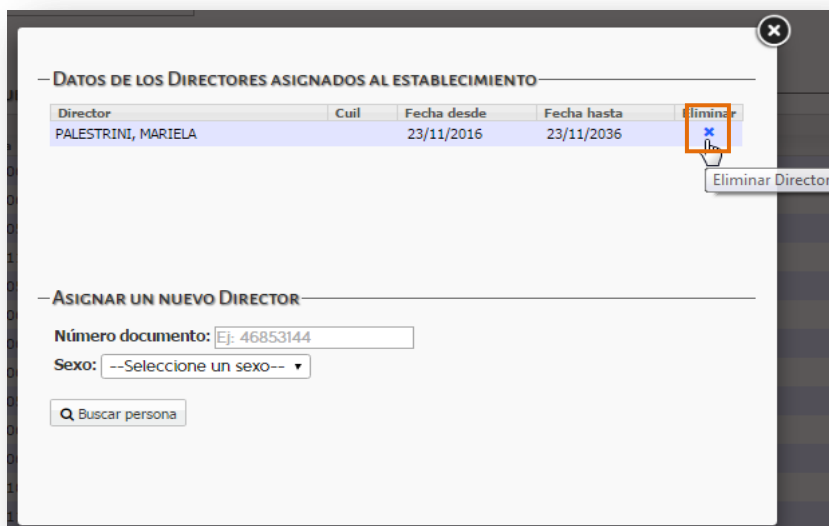 DATOS DE LOS DIRECTORES ASIGNADOS AL ESTABLECIMIENTO
Director Cuil Fecha desde Fecha hasta Eliminar
PALESTRINI, MARIELA 23/11/2016 23/11/2036
Eliminar Director
ASIGNAR UN NUEVO DIRECTOR
Número documento: Ej: 46853144
Sexo: --Seleccione un sexo--
Buscar persona